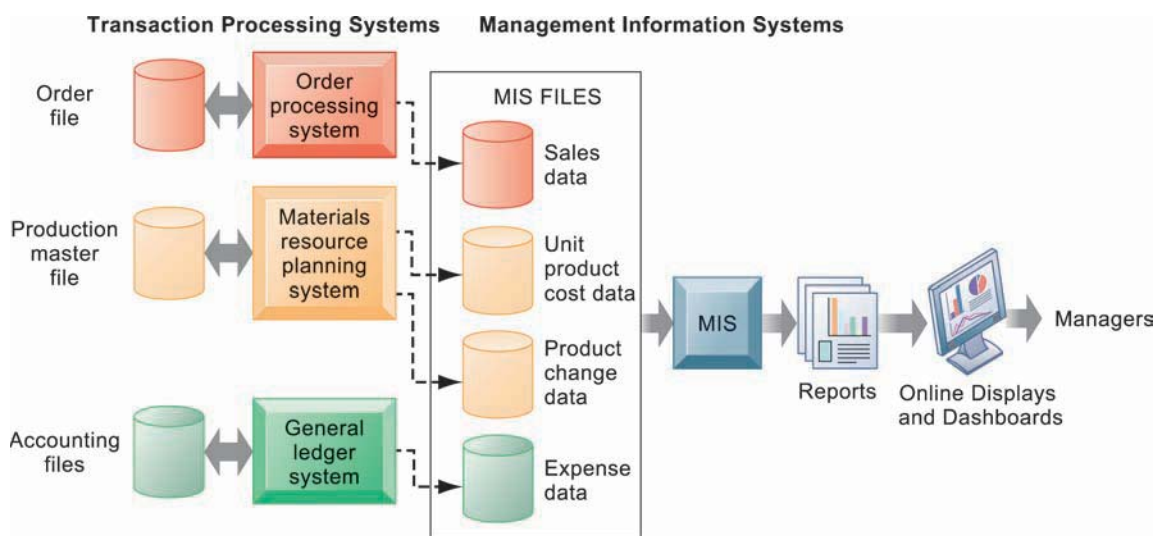 Transaction Processing Systems
Management Information Systems
Order
file
Order
processing
system
MIS FILES
Sales
data
Production
master
file
Materials
resource
planning
system
Unit
product
cost data
Product
change
data
MIS
Reports
Online Displays
and Dashboards
Managers
Accounting
files
General
ledger
system
Expense
data